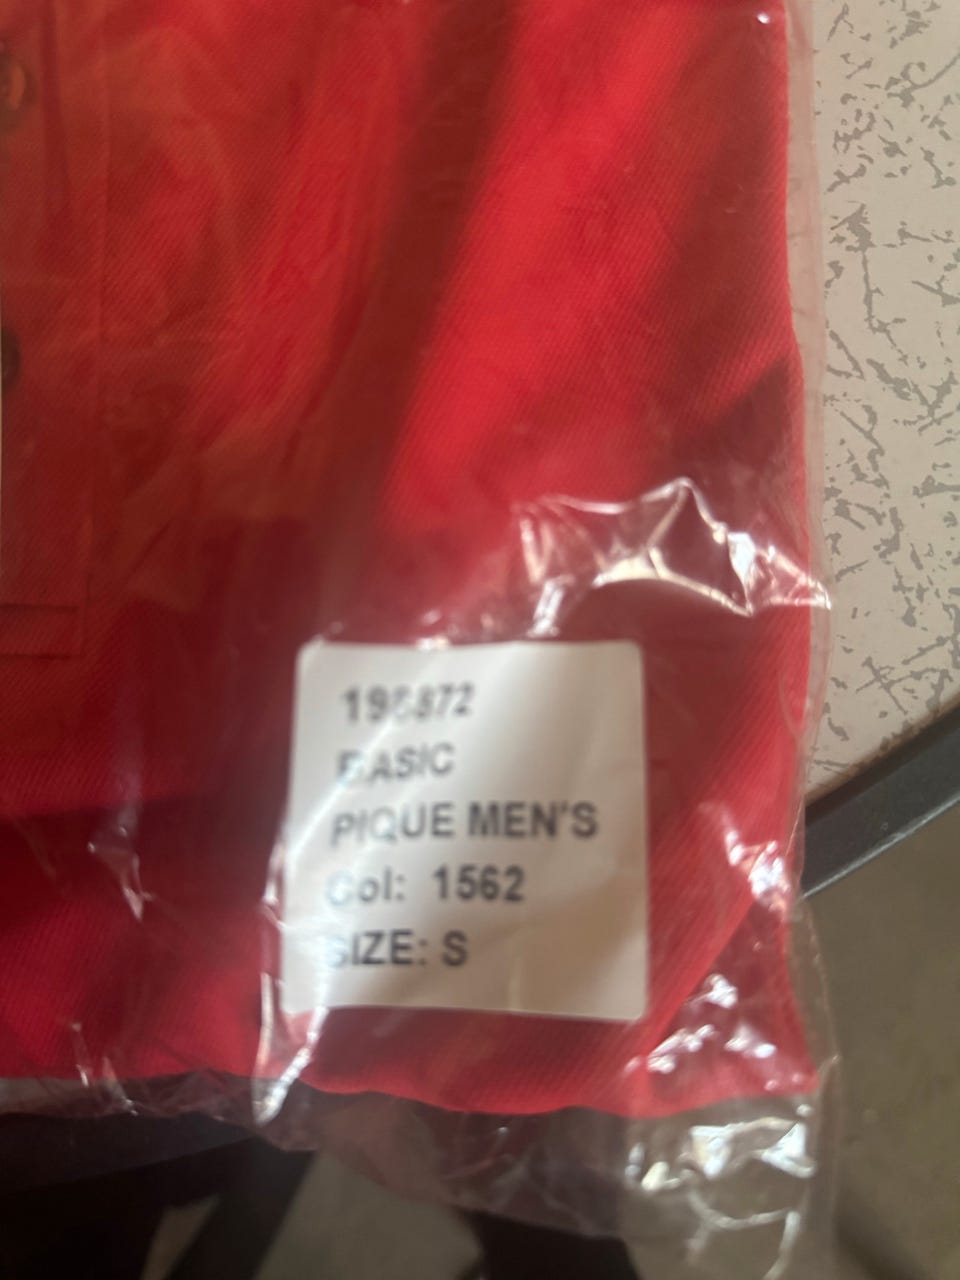 BASIC
PIQUE MEN'S
Col: 1562
SIZE: S